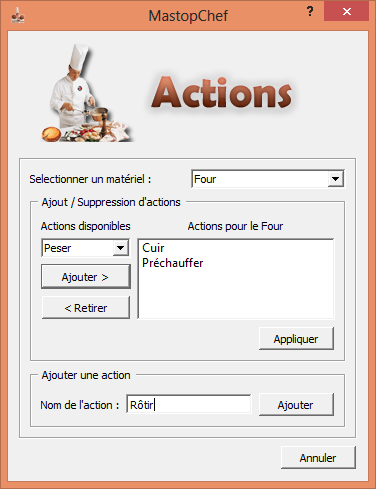 MastopChef
?
Actions
Selectionner un matériel : Four
Ajout / Suppression d'actions
Actions disponibles Actions pour le Four
Peser
Cuir
Préchauffer
Ajouter >
< Retirer
Appliquer
Ajouter une action
Nom de l'action : Rôtir Ajouter
Annuler